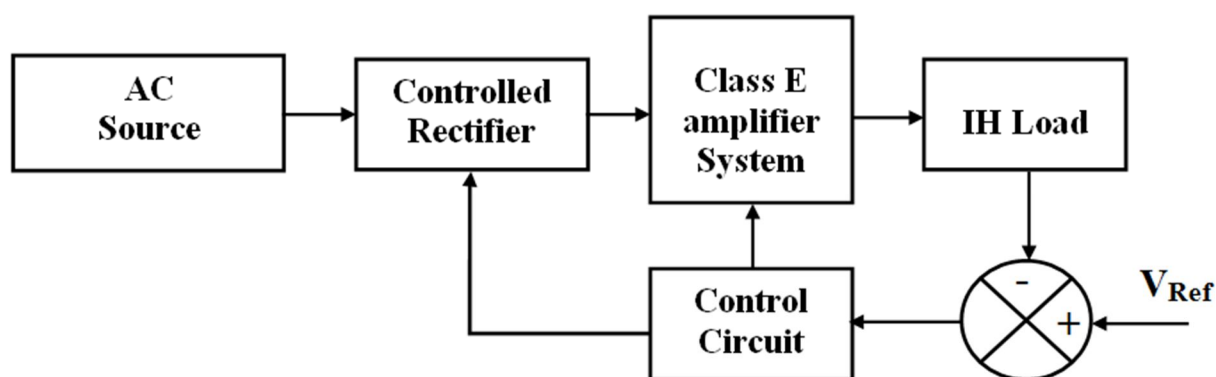 AC
Source
Controlled
Rectifier
Class E
amplifier
System
IH Load
-
+
V_Ref
Control
Circuit